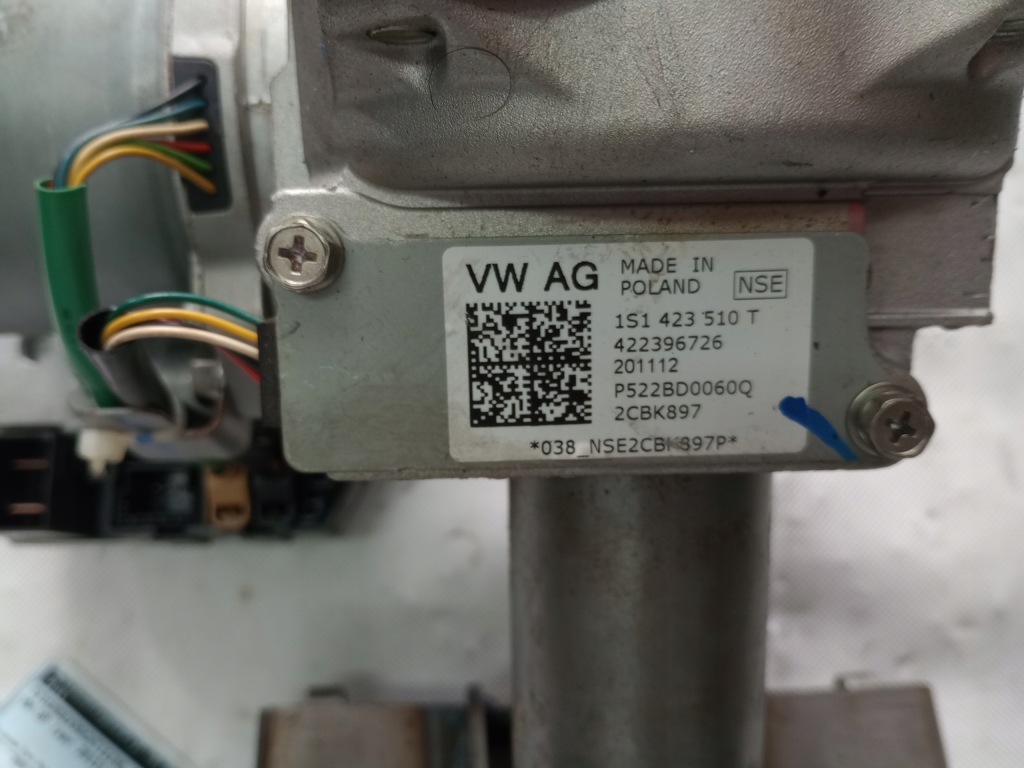 VW AG
MADE IN
POLAND
NSE
1S1 423 510 T
422396726
201112
P522BD0060Q
2CBK897
*038_NSE2CBK897P*